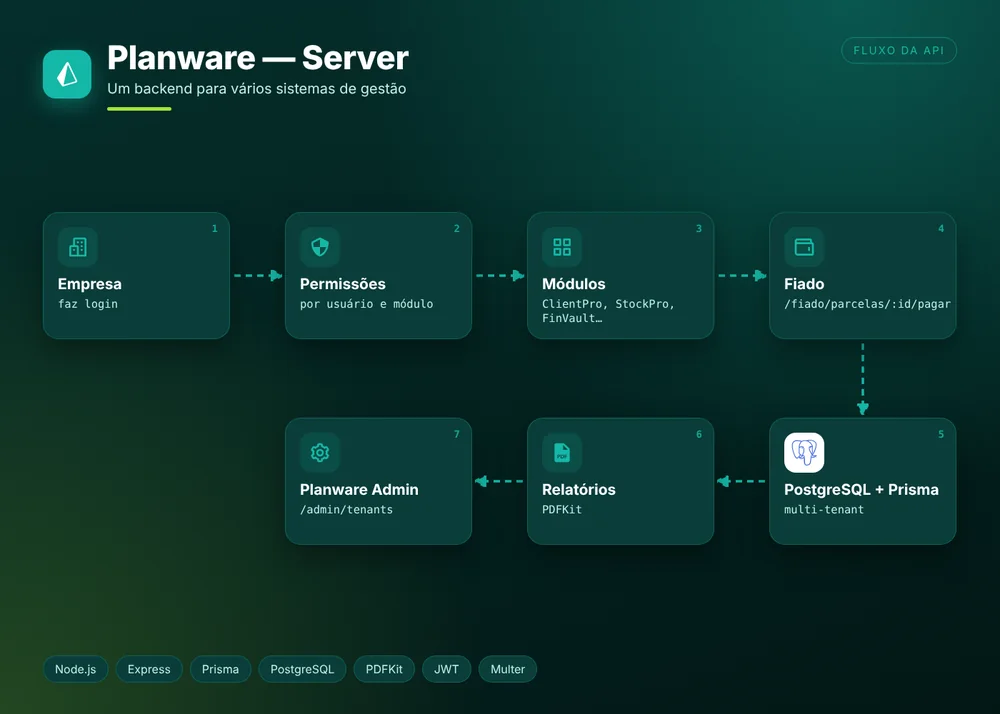 Planware — Server
Um backend para vários sistemas de gestão
FLUXO DA API
1
Empresa
faz login
2
Permissões
por usuário e módulo
3
Módulos
ClientPro, StockPro,
FinVault…
4
Fiado
/fiado/parcelas/:id/pagar
7
Planware Admin
/admin/tenants
6
PDF
Relatórios
PDFKit
5
PostgreSQL + Prisma
multi-tenant
Node.js
Express
Prisma
PostgreSQL
PDFKit
JWT
Multer